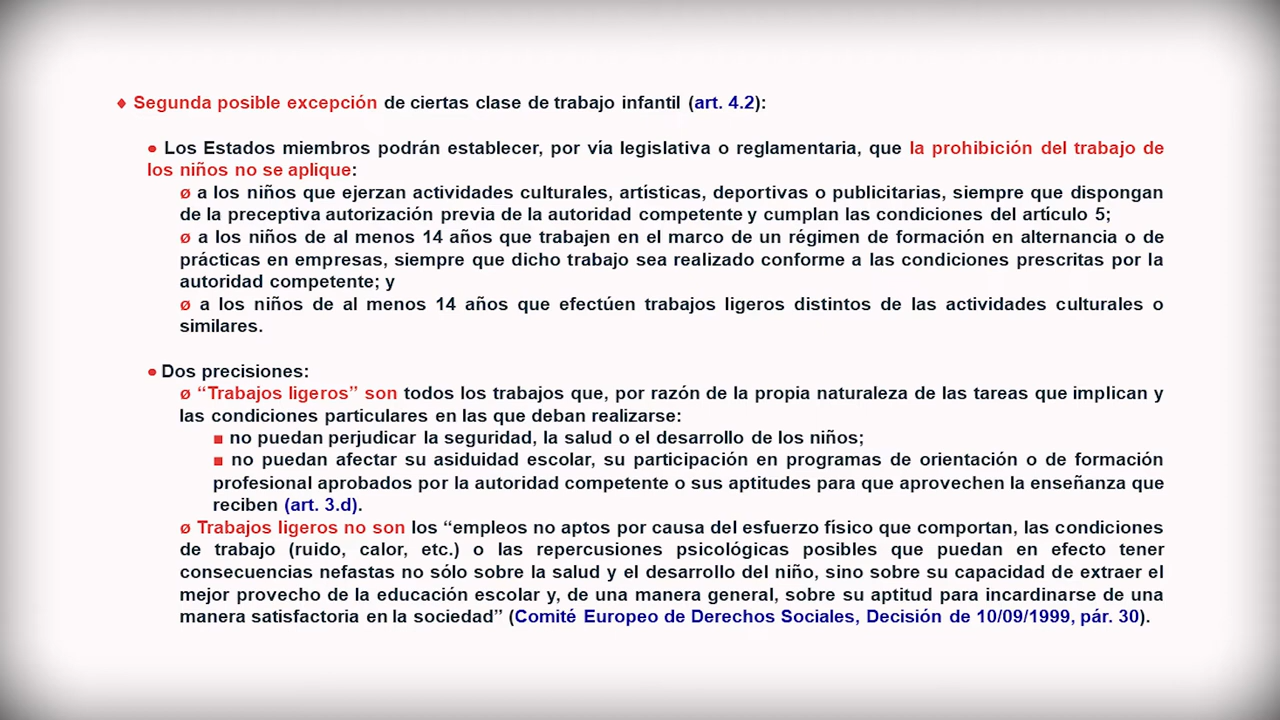 ♦ Segunda posible excepción de ciertas clase de trabajo infantil (art. 4.2):
● Los Estados miembros podrán establecer, por vía legislativa o reglamentaria, que la prohibición del trabajo de
los niños no se aplique:
ø a los niños que ejerzan actividades culturales, artísticas, deportivas o publicitarias, siempre que dispongan
de la preceptiva autorización previa de la autoridad competente y cumplan las condiciones del artículo 5;
ø a los niños de al menos 14 años que trabajen en el marco de un régimen de formación en alternancia o de
prácticas en empresas, siempre que dicho trabajo sea realizado conforme a las condiciones prescritas por la
autoridad competente; y
ø a los niños de al menos 14 años que efectúen trabajos ligeros distintos de las actividades culturales o
similares.
● Dos precisiones:
ø “Trabajos ligeros” son todos los trabajos que, por razón de la propia naturaleza de las tareas que implican y
las condiciones particulares en las que deban realizarse:
■ no puedan perjudicar la seguridad, la salud o el desarrollo de los niños;
■ no puedan afectar su asiduidad escolar, su participación en programas de orientación o de formación
profesional aprobados por la autoridad competente o sus aptitudes para que aprovechen la enseñanza que
reciben (art. 3.d).
ø Trabajos ligeros no son los “empleos no aptos por causa del esfuerzo físico que comportan, las condiciones
de trabajo (ruido, calor, etc.) o las repercusiones psicológicas posibles que puedan en efecto tener
consecuencias nefastas no sólo sobre la salud y el desarrollo del niño, sino sobre su capacidad de extraer el
mejor provecho de la educación escolar y, de una manera general, sobre su aptitud para incardinarse de una
manera satisfactoria en la sociedad” (Comité Europeo de Derechos Sociales, Decisión de 10/09/1999, pár. 30).